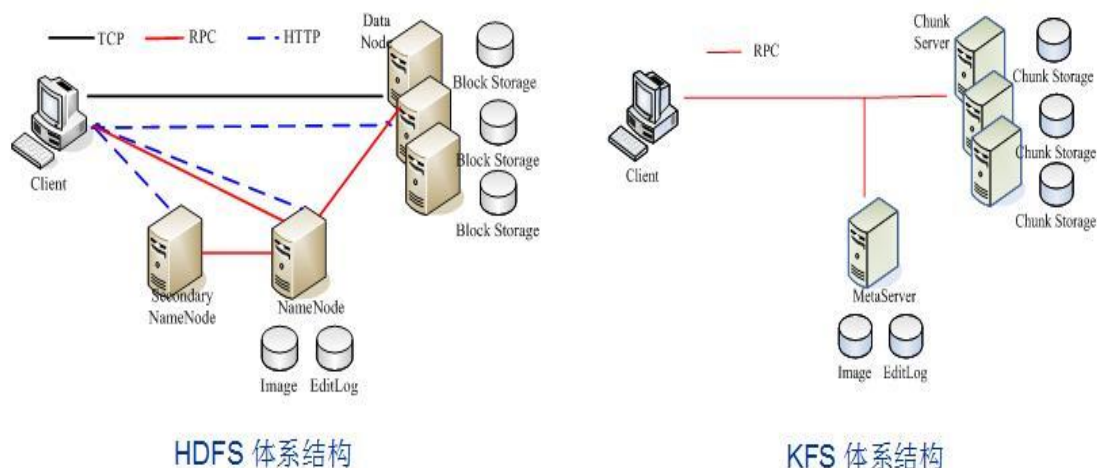 TCP
RPC
HTTP
Data
Node
Block Storage
Block Storage
Block Storage
Client
Secondary
NameNode
NameNode
Image
EditLog
HDFS 体系结构
RPC
Chunk
Server
Chunk Storage
Chunk Storage
Chunk Storage
Client
MetaServer
Image
EditLog
KFS 体系结构